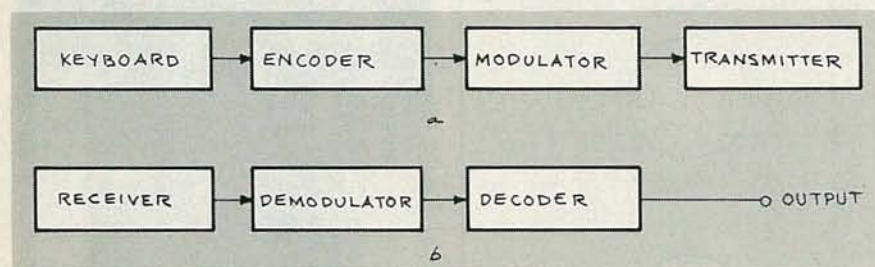 KEYBOARD ENCODER MODULATOR TRANSMITTER
a
RECEIVER DEMODULATOR DECODER OUTPUT
b